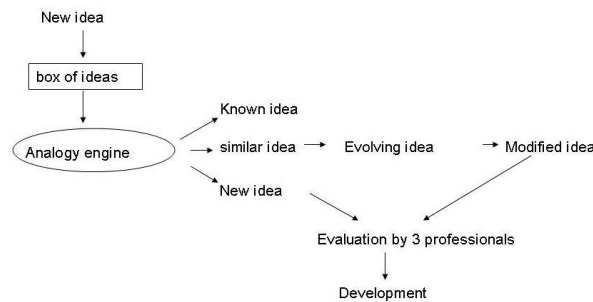 New idea
box of ideas
Known idea
Analogy engine
similar idea
Evolving idea
Modified idea
New idea
Evaluation by 3 professionals
Development